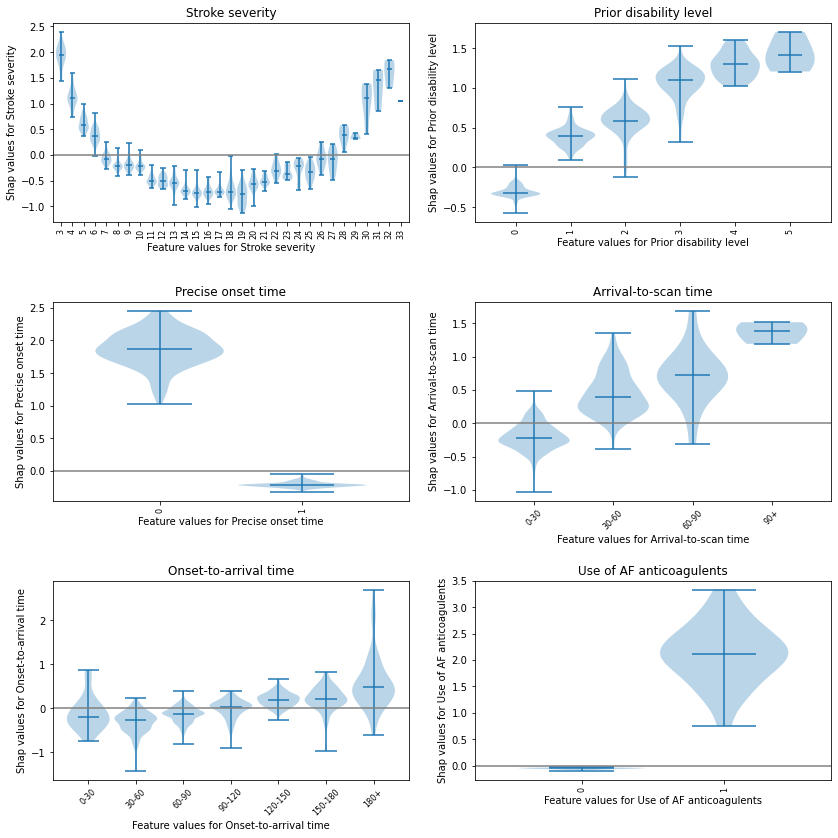 Stroke severity
Shap values for Stroke severity
2.5
2.0
1.5
1.0
0.5
0.0
−0.5
−1.0
3 4 5 6 7 8 9 10 11 12 13 14 15 16 17 18 19 20 21 22 23 24 25 26 27 28 29 30 31 32 33
Feature values for Stroke severity
Prior disability level
Shap values for Prior disability level
1.5
1.0
0.5
0.0
−0.5
0 1 2 3 4 5
Feature values for Prior disability level
Precise onset time
Shap values for Precise onset time
2.5
2.0
1.5
1.0
0.5
0.0
0 1
Feature values for Precise onset time
Arrival-to-scan time
Shap values for Arrival-to-scan time
1.5
1.0
0.5
0.0
−0.5
−1.0
0-30 30-60 60-90 90+
Feature values for Arrival-to-scan time
Onset-to-arrival time
Shap values for Onset-to-arrival time
2
1
0
−1
0-30 30-60 60-90 90-120 120-150 150-180 180+
Feature values for Onset-to-arrival time
Use of AF anticoagulents
Shap values for Use of AF anticoagulents
3.5
3.0
2.5
2.0
1.5
1.0
0.5
0.0
0 1
Feature values for Use of AF anticoagulents